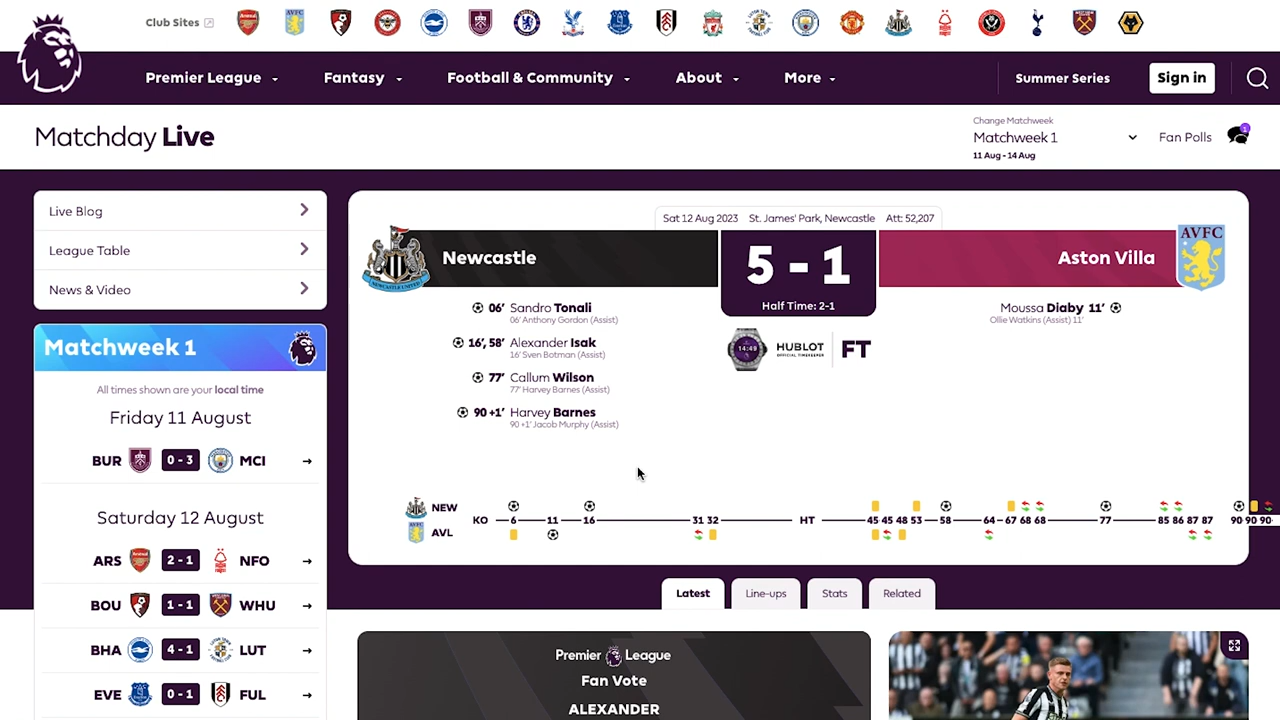 Club Sites
Premier League
Fantasy
Football & Community
About
More
Summer Series
Sign in
Matchday Live
Change Matchweek
Matchweek 1
11 Aug - 14 Aug
Fan Polls
1
Live Blog
League Table
News & Video
Matchweek 1
All times shown are your local time
Friday 11 August
BUR 0 - 3 MCI
Saturday 12 August
ARS 2 - 1 NFO
BOU 1 - 1 WHU
BHA 4 - 1 LUT
EVE 0 - 1 FUL
Sat 12 Aug 2023 St. James' Park, Newcastle Att: 52,207
Newcastle 5 - 1 Aston Villa
AVFC
Half Time: 2-1
06' Sandro Tonali
06' Anthony Gordon (Assist)
16', 58' Alexander Isak
16' Sven Botman (Assist)
77' Callum Wilson
77' Harvey Barnes (Assist)
90 +1' Harvey Barnes
90 +1' Jacob Murphy (Assist)
Moussa Diaby 11'
Ollie Watkins (Assist) 11'
14:49
HUBLOT
OFFICIAL TIMEKEEPER
FT
NEW
KO 6 11 16 31 32 HT 45 45 48 53 58 64 67 68 68 77 85 86 87 87 90 90 90
AVL
Latest
Line-ups
Stats
Related
Premier League
Fan Vote
ALEXANDER